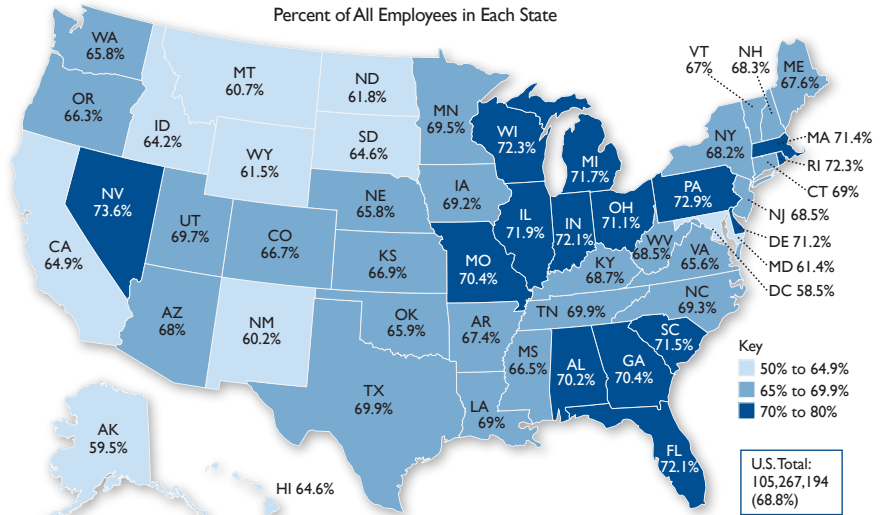 Percent of All Employees in Each State
WA
65.8%
OR
66.3%
CA
64.9%
NV
73.6%
ID
64.2%
MT
60.7%
WY
61.5%
UT
69.7%
AZ
68%
CO
66.7%
NM
60.2%
ND
61.8%
SD
64.6%
NE
65.8%
KS
66.9%
OK
65.9%
TX
69.9%
MN
69.5%
IA
69.2%
MO
70.4%
AR
67.4%
LA
69%
WI
72.3%
IL
71.9%
MI
71.7%
IN
72.1%
OH
71.1%
KY
68.7%
TN 69.9%
MS
66.5%
AL
70.2%
GA
70.4%
FL
72.1%
SC
71.5%
NC
69.3%
VA
65.6%
WV
68.5%
PA
72.9%
NY
68.2%
VT
67%
NH
68.3%
ME
67.6%
MA 71.4%
RI 72.3%
CT 69%
NJ 68.5%
DE 71.2%
MD 61.4%
DC 58.5%
AK
59.5%
HI 64.6%
Key
50% to 64.9%
65% to 69.9%
70% to 80%
U.S. Total:
105,267,194
(68.8%)